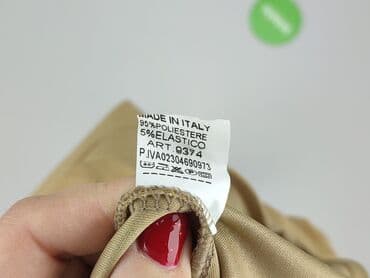 MADE IN ITALY
95%POLIESTERE
5%ELASTICO
ART.9374
P.IVA02304690973